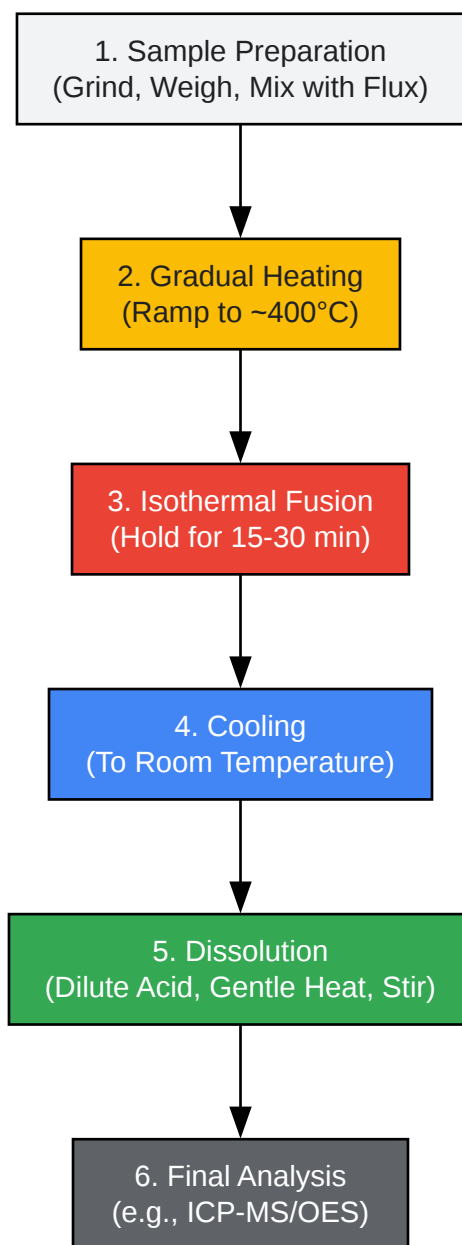 1. Sample Preparation
(Grind, Weigh, Mix with Flux)
2. Gradual Heating
(Ramp to ~400°C)
3. Isothermal Fusion
(Hold for 15-30 min)
4. Cooling
(To Room Temperature)
5. Dissolution
(Dilute Acid, Gentle Heat, Stir)
6. Final Analysis
(e.g., ICP-MS/OES)